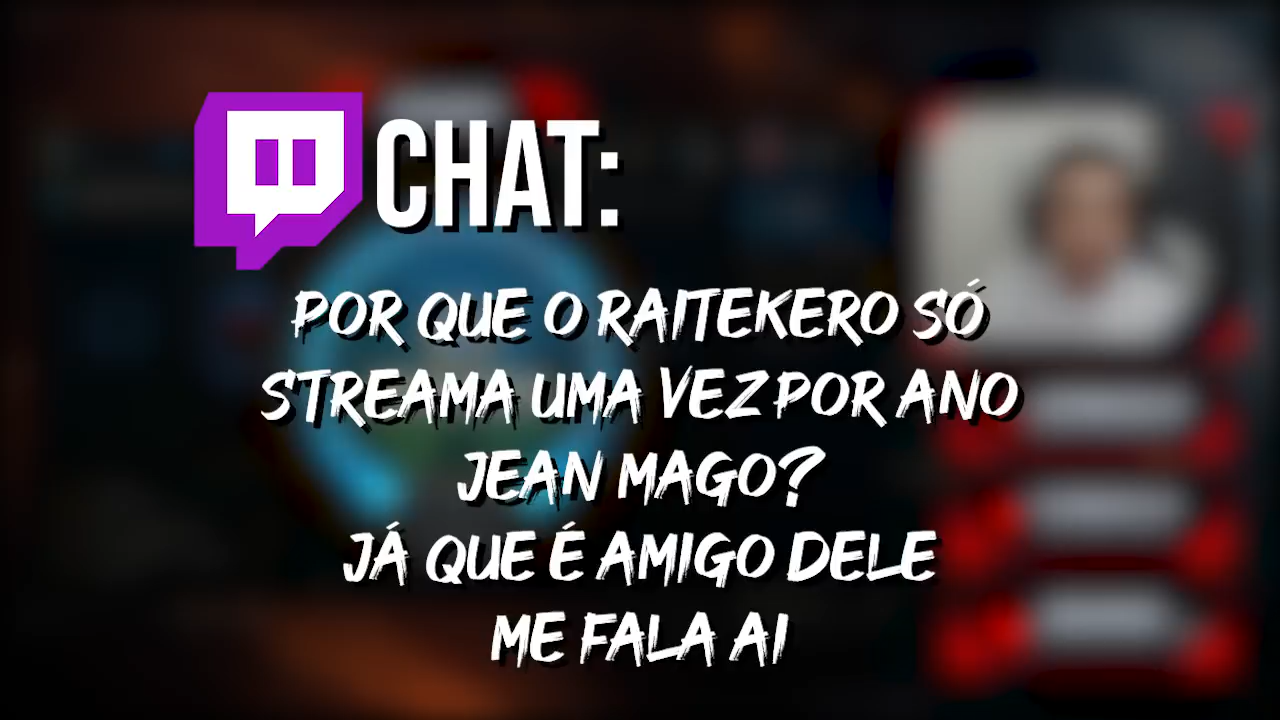 CHAT:
POR QUE O RAITEKERO SÓ
STREAMA UMA VEZ POR ANO
JEAN MAGO?
JÁ QUE É AMIGO DELE
ME FALA AI